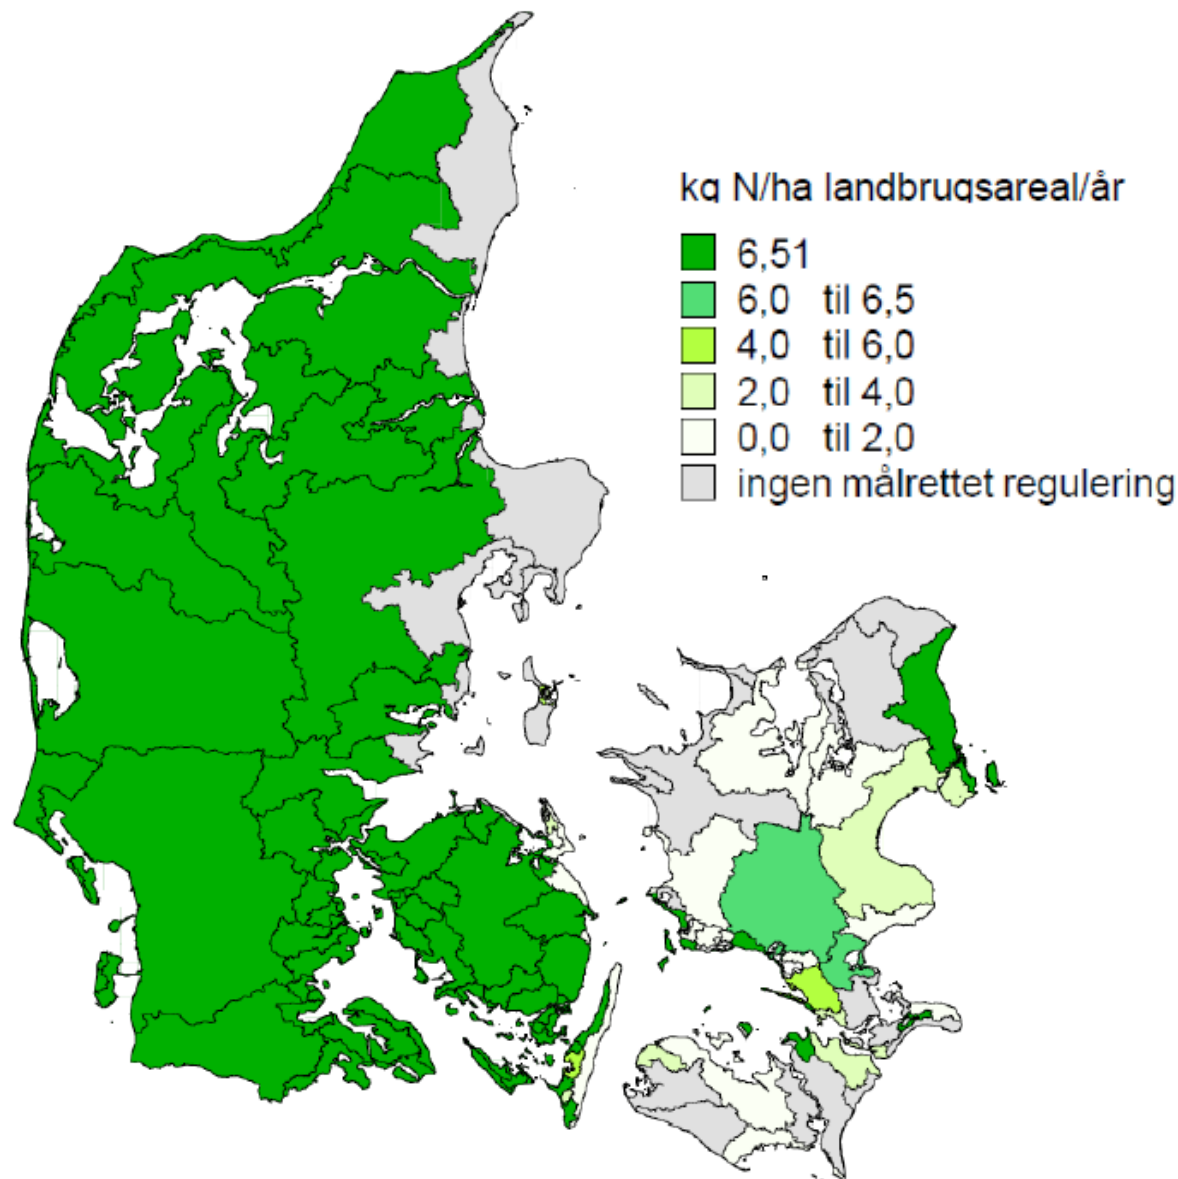 kg N/ha landbrugsareal/år
6,51
6,0 til 6,5
4,0 til 6,0
2,0 til 4,0
0,0 til 2,0
ingen målrettet regulering